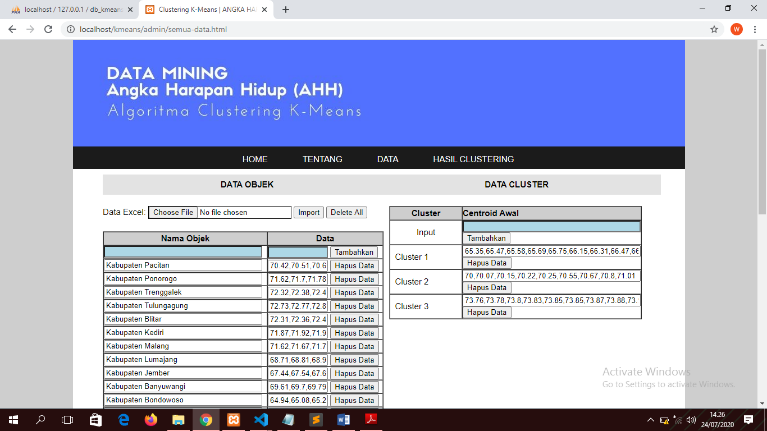 localhost / 127.0.0.1 / db_kmean
Clustering K-Means | ANGKA HA
localhost/kmeans/admin/semua-data.html
W
DATA MINING
Angka Harapan Hidup (AHH)
Algoritma Clustering K-Means
HOME TENTANG DATA HASIL CLUSTERING
DATA OBJEK
Data Excel: Choose File No file chosen Import Delete All
Nama Objek Data
Tambahkan
Kabupaten Pacitan 70.42,70.51,70.6 Hapus Data
Kabupaten Ponorogo 71.62,71.7,71.78 Hapus Data
Kabupaten Trenggalek 72.32,72.38,72.4 Hapus Data
Kabupaten Tulungagung 72.73,72.77,72.8 Hapus Data
Kabupaten Blitar 72.31,72.36,72.4 Hapus Data
Kabupaten Kediri 71.87,71.92,71.9 Hapus Data
Kabupaten Malang 71.62,71.67,71.7 Hapus Data
Kabupaten Lumajang 68.71,68.81,68.9 Hapus Data
Kabupaten Jember 67.44,67.54,67.6 Hapus Data
Kabupaten Banyuwangi 69.61,69.7,69.79 Hapus Data
Kabupaten Bondowoso 64.94,65.08,65.2 Hapus Data
DATA CLUSTER
Cluster Centroid Awal
Input
Tambahkan
Cluster 1 65.35,65.47,65.58,65.69,65.75,66.15,66.31,66.47,66
Hapus Data
Cluster 2 70,70.07,70.15,70.22,70.25,70.55,70.67,70.8,71.01
Hapus Data
Cluster 3 73.76,73.78,73.8,73.83,73.85,73.85,73.87,73.88,73.
Hapus Data
Activate Windows
Go to Settings to activate Windows.
14.26
24/07/2020